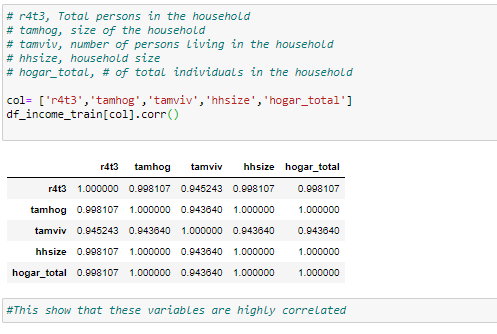 # r4t3, Total persons in the household
# tamhog, size of the household
# tamviv, number of persons living in the household
# hhsize, household size
# hogar_total, # of total individuals in the household
col= ['r4t3','tamhog','tamviv','hhsize','hogar_total']
df_income_train[col].corr()
r4t3 tamhog tamviv hhsize hogar_total
r4t3 1.000000 0.998107 0.945243 0.998107 0.998107
tamhog 0.998107 1.000000 0.943640 1.000000 1.000000
tamviv 0.945243 0.943640 1.000000 0.943640 0.943640
hhsize 0.998107 1.000000 0.943640 1.000000 1.000000
hogar_total 0.998107 1.000000 0.943640 1.000000 1.000000
#This show that these variables are highly correlated